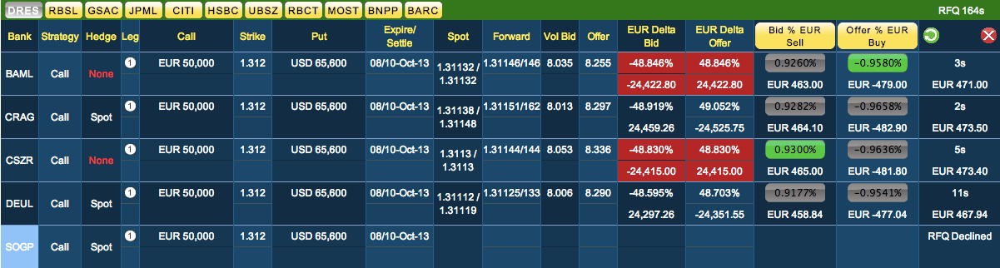 DRES RBSL GSAC JPML CITI HSBC UBSZ RBCT MOST BNPP BARC RFQ 164s
Bank Strategy Hedge Leg Call Strike Put Expire/ Settle Spot Forward Vol Bid Offer EUR Delta Bid EUR Delta Offer Bid % EUR Sell Offer % EUR Buy
BAML Call None 1 EUR 50,000 1.312 USD 65,600 08/10-Oct-13 1.31132 / 1.31132 1.31146/146 8.035 8.255 -48.846% 48.846% 0.9260% -0.9580% 3s
-24,422.80 24,422.80 EUR 463.00 EUR -479.00 EUR 471.00
CRAG Call Spot 1 EUR 50,000 1.312 USD 65,600 08/10-Oct-13 1.31138 / 1.31148 1.31151/162 8.013 8.297 -48.919% 49.052% 0.9282% -0.9658% 2s
24,459.26 -24,525.75 EUR 464.10 EUR -482.90 EUR 473.50
CSZR Call None 1 EUR 50,000 1.312 USD 65,600 08/10-Oct-13 1.3113 / 1.3113 1.31144/144 8.053 8.336 -48.830% 48.830% 0.9300% -0.9636% 5s
-24,415.00 24,415.00 EUR 465.00 EUR -481.80 EUR 473.40
DEUL Call Spot 1 EUR 50,000 1.312 USD 65,600 08/10-Oct-13 1.31112 / 1.31119 1.31125/133 8.006 8.290 -48.595% 48.703% 0.9177% -0.9541% 11s
24,297.26 -24,351.55 EUR 458.84 EUR -477.04 EUR 467.94
SOGP Call Spot 1 EUR 50,000 1.312 USD 65,600 08/10-Oct-13 RFQ Declined